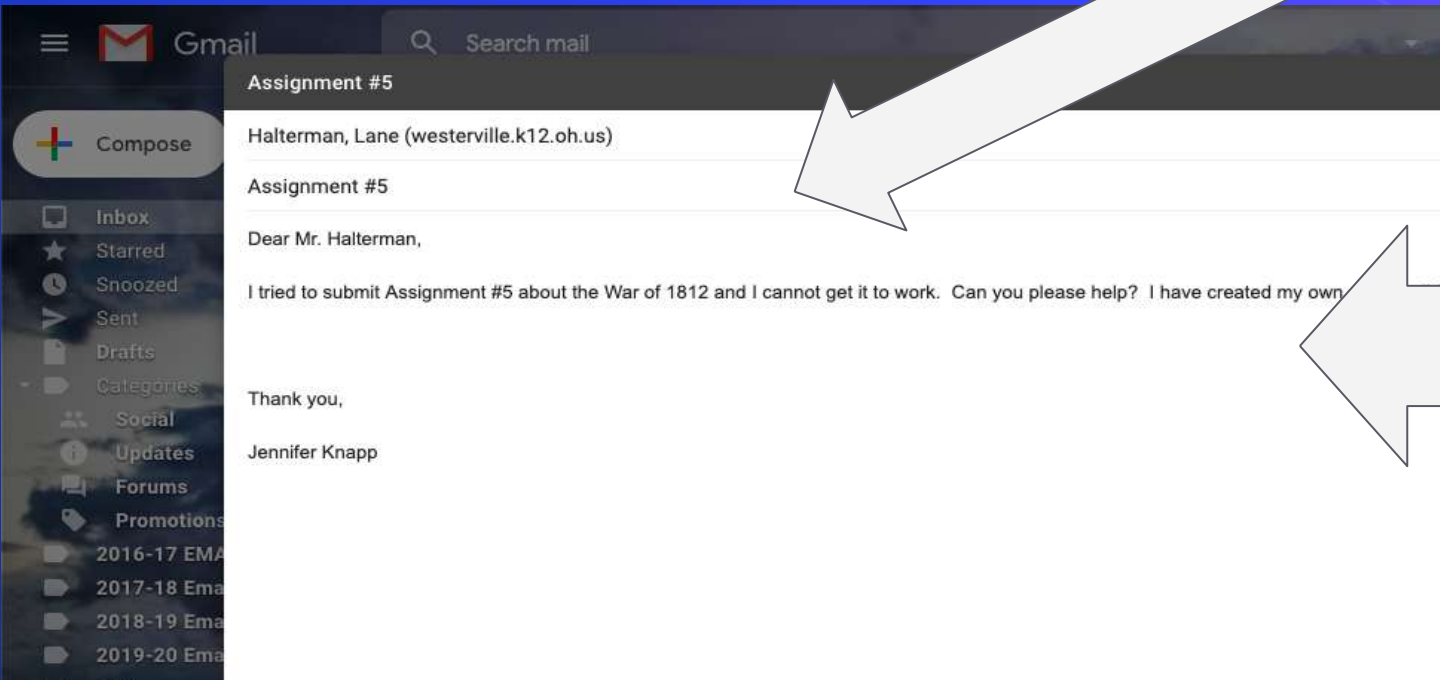 Gmail
Search mail
Assignment #5
Halterman, Lane (westerville.k12.oh.us)
Compose
Assignment #5
Inbox
Dear Mr. Halterman,
Starred
Snoozed
I tried to submit Assignment #5 about the War of 1812 and I cannot get it to work. Can you please help? I have created my own
Sent
Drafts
Categories
Thank you,
Social
Updates
Jennifer Knapp
Forums
Promotions
2016-17 EMA
2017-18 Ema
2018-19 Ema
2019-20 Ema